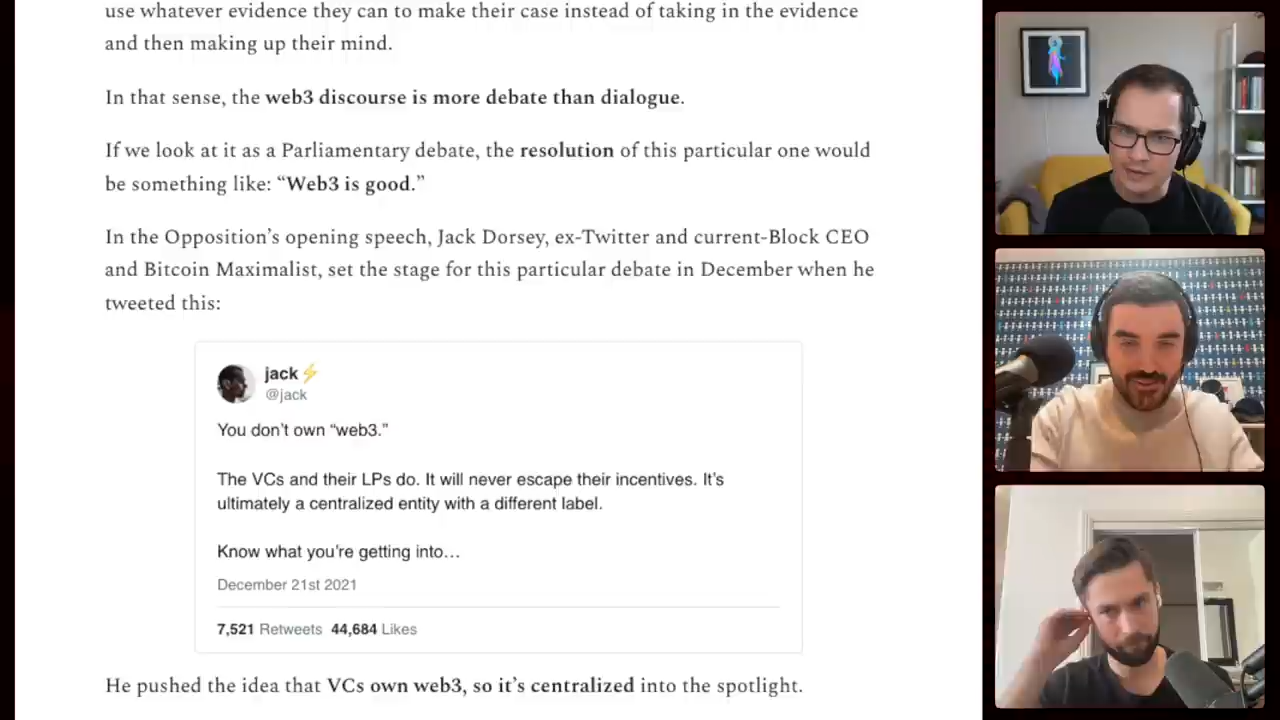 use whatever evidence they can to make their case instead of taking in the evidence
and then making up their mind.
In that sense, the web3 discourse is more debate than dialogue.
If we look at it as a Parliamentary debate, the resolution of this particular one would
be something like: “Web3 is good.”
In the Opposition’s opening speech, Jack Dorsey, ex-Twitter and current-Block CEO
and Bitcoin Maximalist, set the stage for this particular debate in December when he
tweeted this:
jack⚡
@jack
You don’t own “web3.”
The VCs and their LPs do. It will never escape their incentives. It’s
ultimately a centralized entity with a different label.
Know what you’re getting into…
December 21st 2021
7,521 Retweets 44,684 Likes
He pushed the idea that VCs own web3, so it’s centralized into the spotlight.